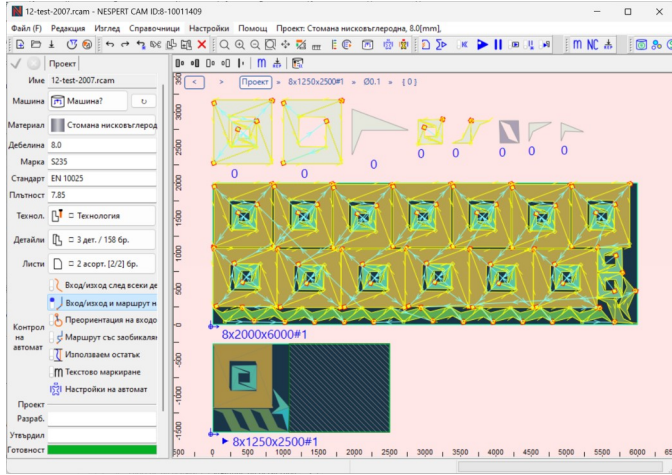 12-test-2007.rcam - NESPERT CAM ID:8-10011409
Файл (F) Редакция Изглед Справочници Настройки Помощ Проект: Стомана нисковъглеродна, 8.0[mm],
m NC
Проект
Име 12-test-2007.rcam
< > Проект » 8x1250x2500#1 » Ø0.1 » {0}
Машина Машина?
Материал Стомана нисковъглерод
Дебелина 8.0
Марка S235
Стандарт EN 10025
Плътност 7.85
Технол. Технология
Детайли 3 дет. / 158 бр.
Листи 2 асорт. [2/2] бр.
Вход/изход след всеки де
Вход/изход и маршрут н
Преориентация на входо
Контрол на автомат
Маршрут със заобикаля
Използваем остатък
Текстово маркиране
Настройки на автомат
Проект
Разраб.
Утвърдил
Готовност
0 0 0 0 0 0 0 0
8x2000x6000#1
8x1250x2500#1
3000
2500
2000
1500
1000
500
0
-500
-1000
-1500
0 500 1000 1500 2000 2500 3000 3500 4000 4500 5000 5500 6000 6500